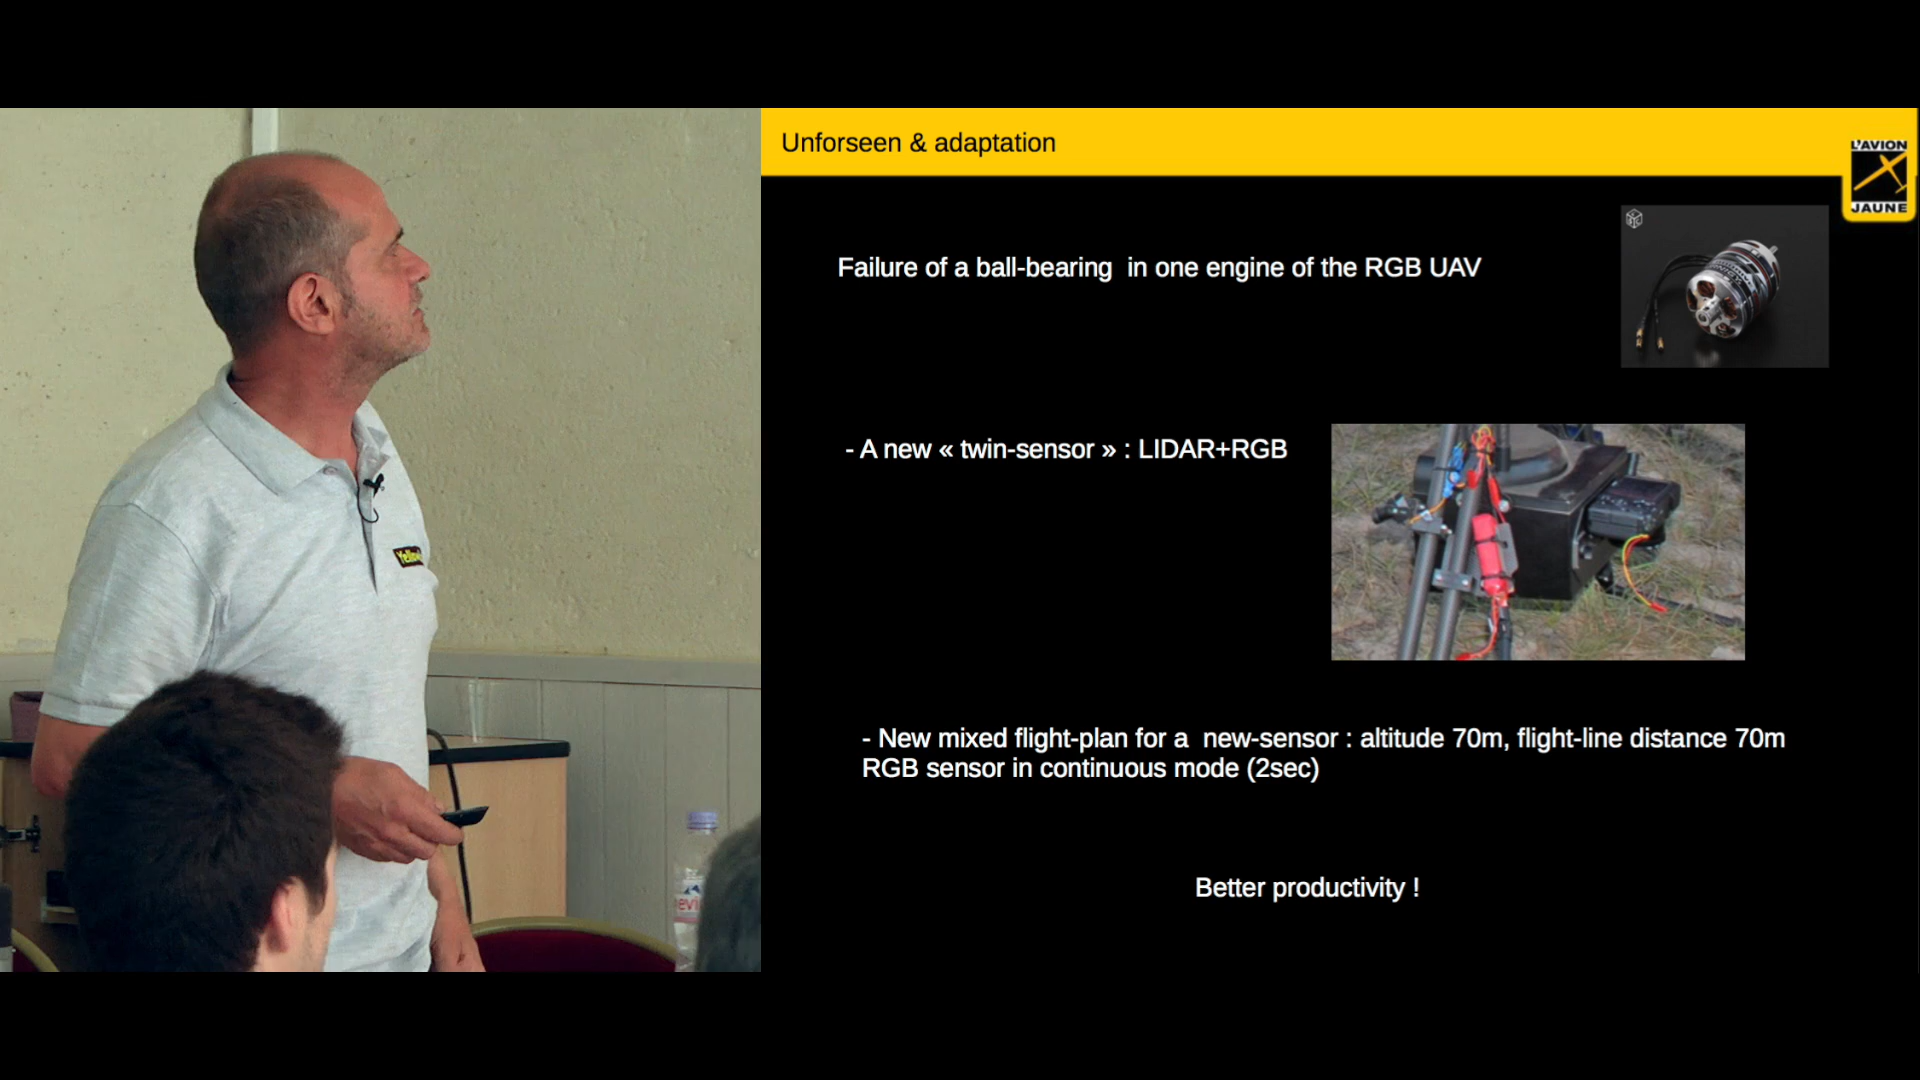 Unforseen & adaptation
L'AVION
JAUNE
Failure of a ball-bearing  in one engine of the RGB UAV
- A new « twin-sensor » : LIDAR+RGB
- New mixed flight-plan for a  new-sensor : altitude 70m, flight-line distance 70m
RGB sensor in continuous mode (2sec)
Better productivity !
Yellow
evi